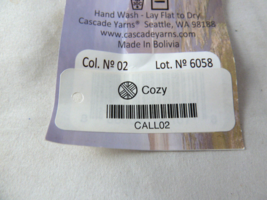 Hand Wash - Lay Flat to Dry
Cascade Yarns® Seattle, WA 98188
www.cascadeyarns.com
Made In Bolivia
Col. Nº 02 Lot. Nº 6058
Cozy
CALL02